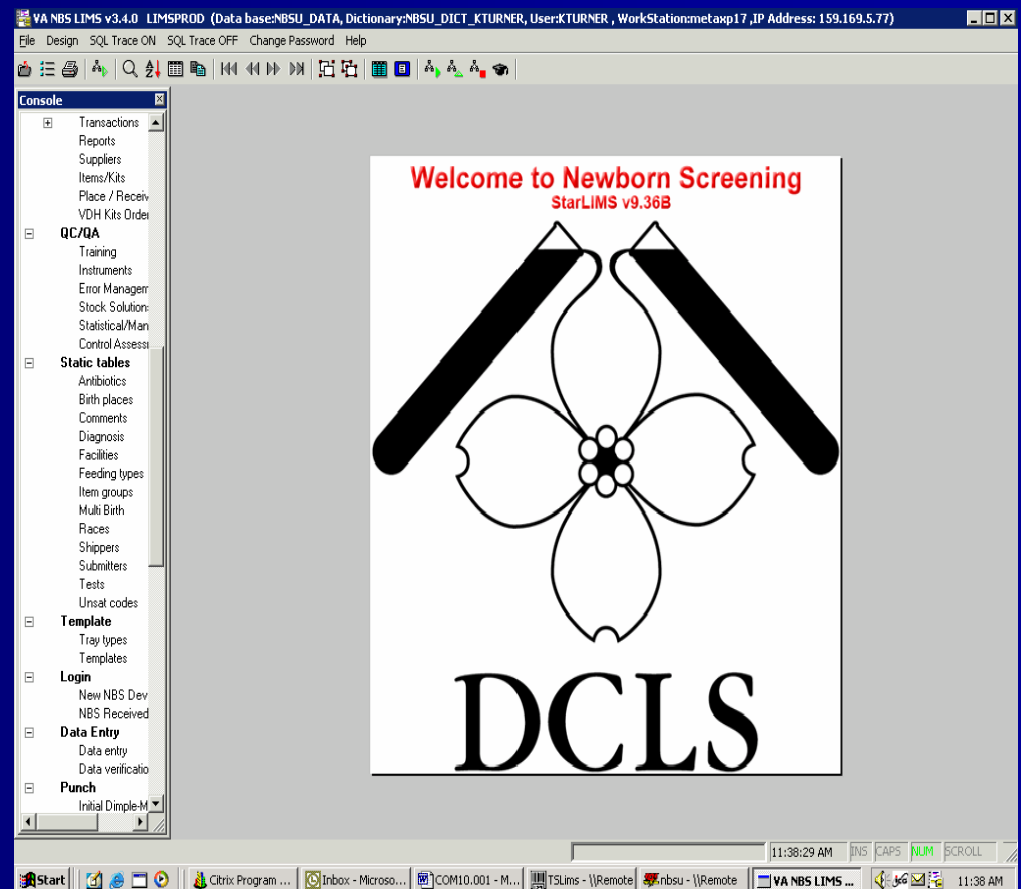 VA NBS LIMS v3.4.0 LIMSPROD (Data base:NBSU_DATA, Dictionary:NBSU_DICT_KTURNER, User:KTURNER , WorkStation:metaxp17 ,IP Address: 159.169.5.77)
File Design SQL Trace ON SQL Trace OFF Change Password Help
Console
Transactions
Reports
Suppliers
Items/Kits
Place / Receiv
VDH Kits Order
QC/QA
Training
Instruments
Error Managem
Stock Solution
Statistical/Man
Control Assess
Static tables
Antibiotics
Birth places
Comments
Diagnosis
Facilities
Feeding types
Item groups
Multi Birth
Races
Shippers
Submitters
Tests
Unsat codes
Template
Tray types
Templates
Login
New NBS Dev
NBS Received
Data Entry
Data entry
Data verificatio
Punch
Initial Dimple-M
Welcome to Newborn Screening
StarLiMS v9.36B
DCLS
11:38:29 AM INS CAPS NUM SCROLL
Start Citrix Program ... Inbox - Microso... COM10.001 - M... TSLims - \\Remote nbsu - \\Remote VA NBS LIMS ... 11:38 AM